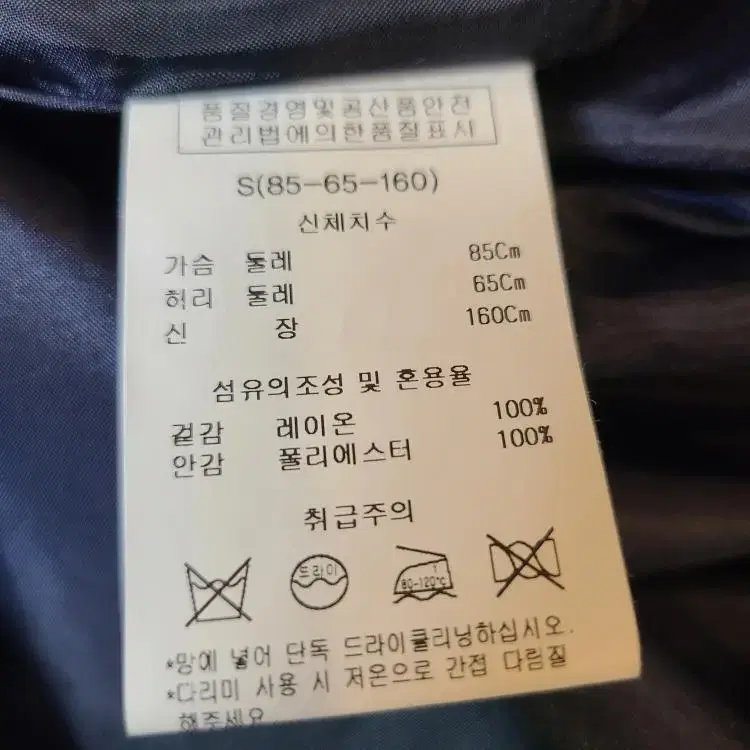 품질경영및공산품안전
관리법에의한품질표시
S(85-65-160)
신체치수
가슴 둘레 85Cm
허리 둘레 65Cm
신 장 160Cm
섬유의조성 및 혼용율
겉감 레이온 100%
안감 폴리에스터 100%
취급주의
드라이
1
80-120℃
*망에 넣어 단독 드라이클리닝하십시오.
*다리미 사용 시 저온으로 간접 다림질
해주세요